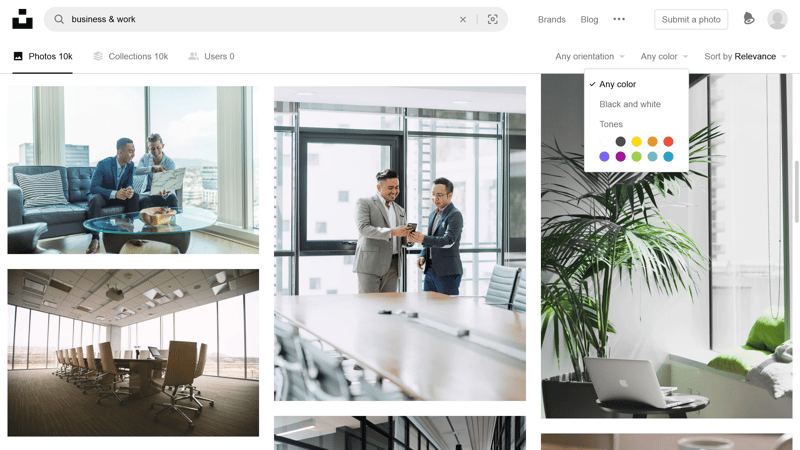 business & work
Brands
Blog
Submit a photo
Photos 10k
Collections 10k
Users 0
Any orientation
Any color
Sort by Relevance
Any color
Black and white
Tones